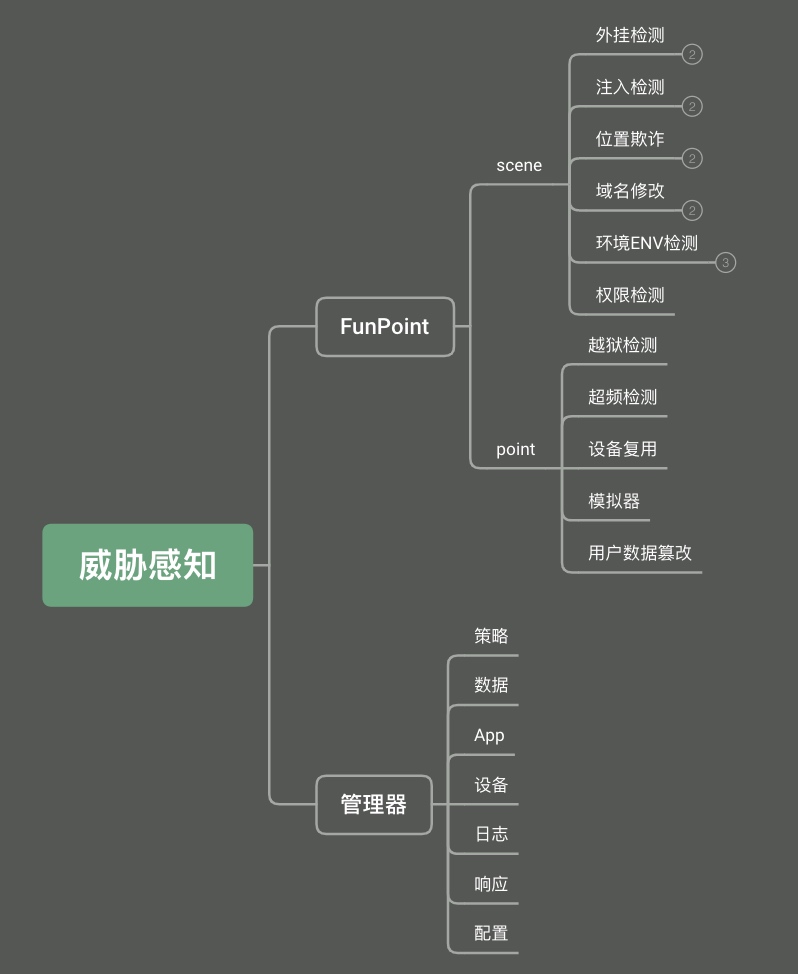 外挂检测
2
注入检测
2
位置欺诈
2
scene
域名修改
2
环境ENV检测
3
权限检测
FunPoint
越狱检测
超频检测
point
设备复用
模拟器
用户数据篡改
威胁感知
策略
数据
App
设备
管理器
日志
响应
配置